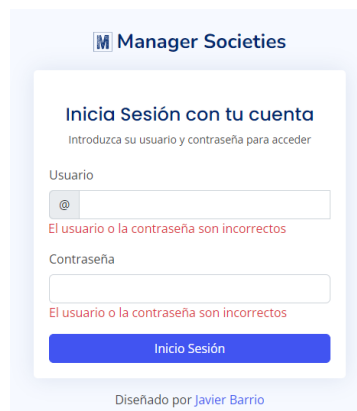 M Manager Societies
Inicia Sesión con tu cuenta
Introduzca su usuario y contraseña para acceder
Usuario
@
El usuario o la contraseña son incorrectos
Contraseña
El usuario o la contraseña son incorrectos
Inicio Sesión
Diseñado por Javier Barrio